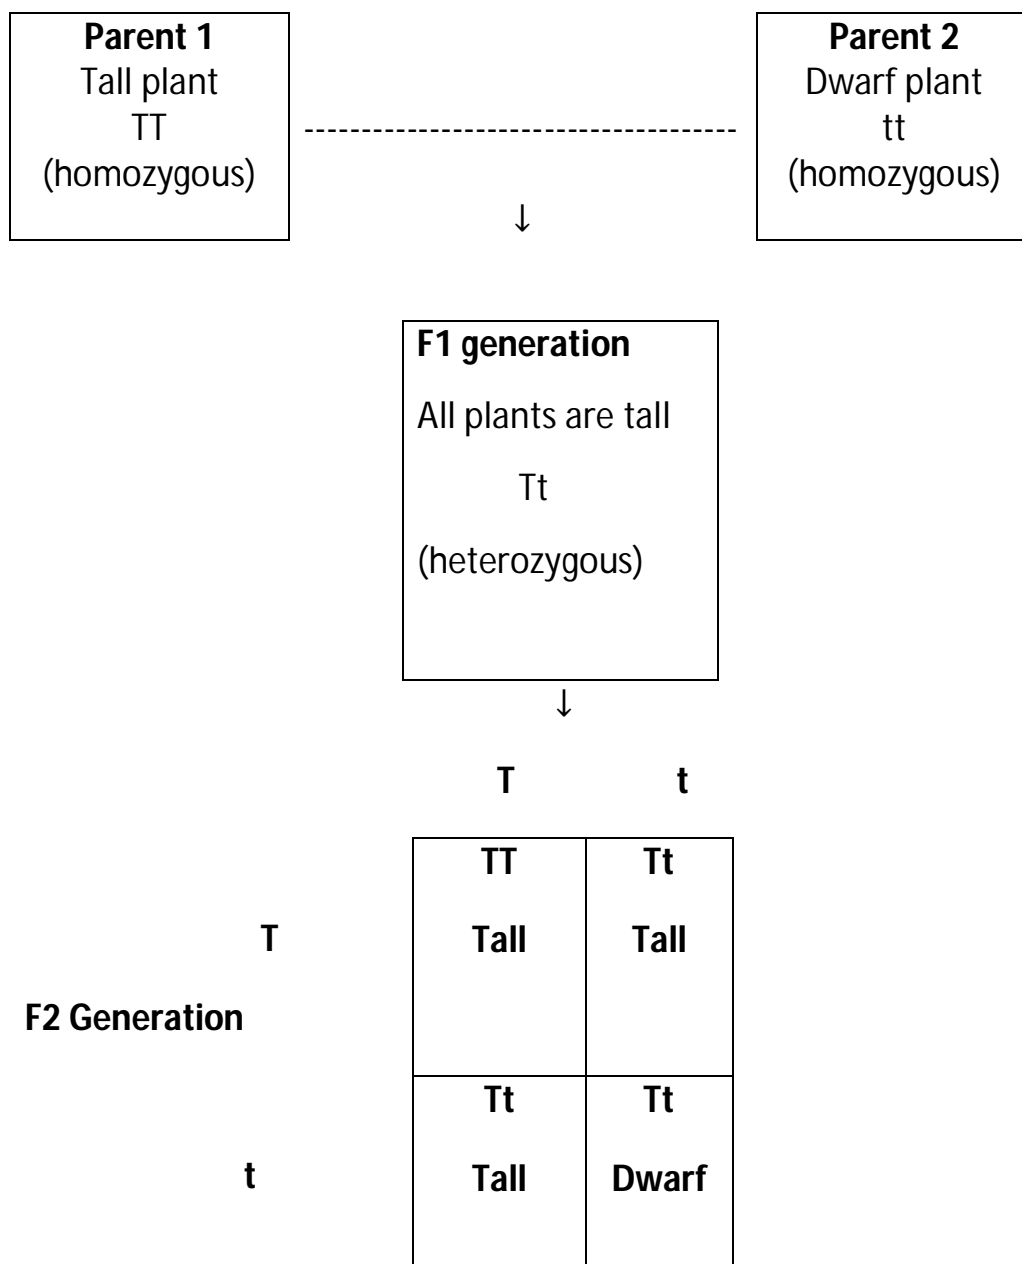 Parent 1
Tall plant
TT
(homozygous)
---------------------------------------
Parent 2
Dwarf plant
tt
(homozygous)
↓
F1 generation
All plants are tall
Tt
(heterozygous)
↓
T t
TT Tt
T Tall Tall
F2 Generation
Tt Tt
t Tall Dwarf